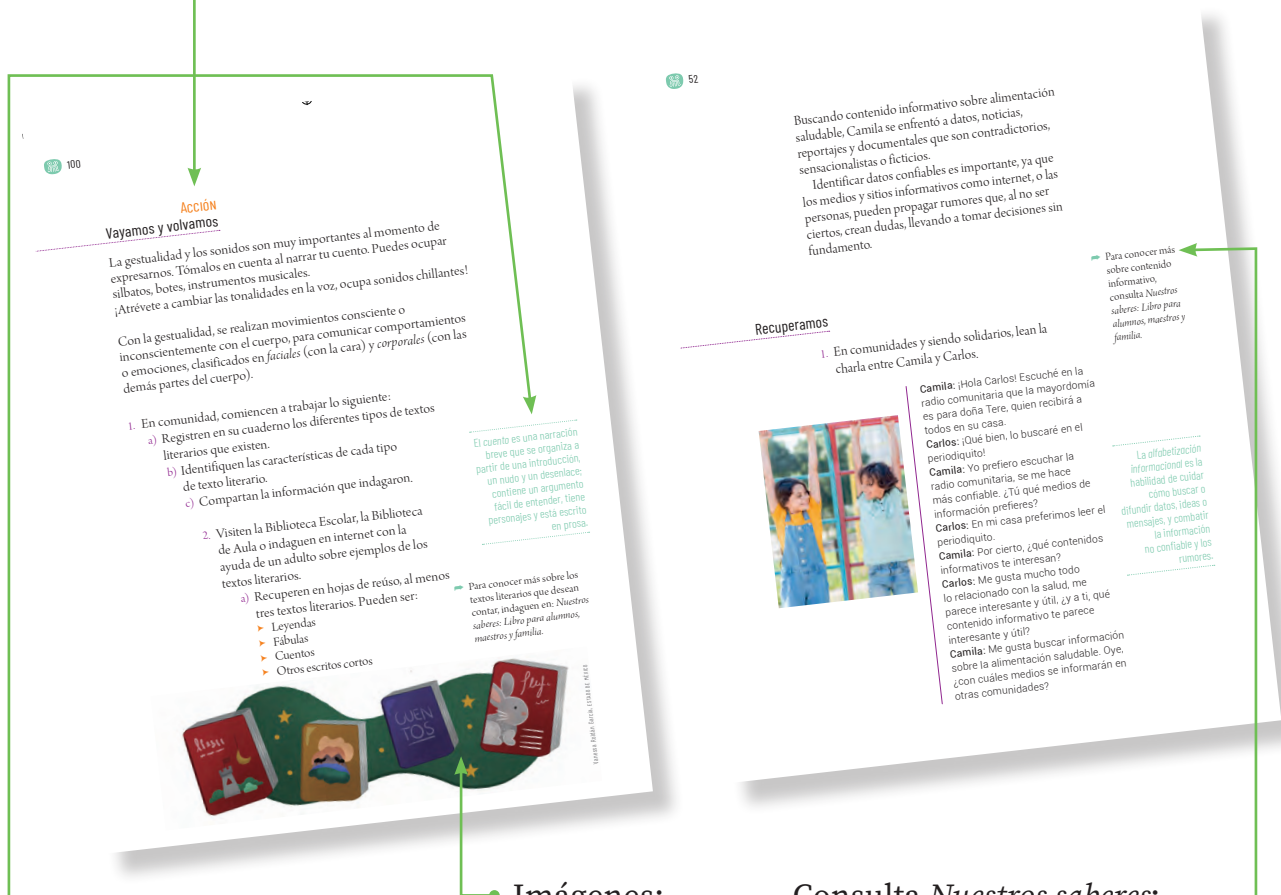 100
Acción
Vayamos y volvamos
La gestualidad y los sonidos son muy importantes al momento de
expresarnos. Tómalos en cuenta al narrar tu cuento. Puedes ocupar
silbatos, botes, instrumentos musicales.
¡Atrévete a cambiar las tonalidades en la voz, ocupa sonidos chillantes!
Con la gestualidad, se realizan movimientos consciente o
inconscientemente con el cuerpo, para comunicar comportamientos
o emociones, clasificados en faciales (con la cara) y corporales (con las
demás partes del cuerpo).
1. En comunidad, comiencen a trabajar lo siguiente:
a) Registren en su cuaderno los diferentes tipos de textos
literarios que existen.
b) Identifiquen las características de cada tipo
de texto literario.
c) Compartan la información que indagaron.
El cuento es una narración
breve que se organiza a
partir de una introducción,
un nudo y un desenlace;
contiene un argumento
fácil de entender, tiene
personajes y está escrito
en prosa.
2. Visiten la Biblioteca Escolar, la Biblioteca
de Aula o indaguen en internet con la
ayuda de un adulto sobre ejemplos de los
textos literarios.
a) Recuperen en hojas de reúso, al menos
tres textos literarios. Pueden ser:
➤ Leyendas
➤ Fábulas
➤ Cuentos
➤ Otros escritos cortos
Para conocer más sobre los
textos literarios que desean
contar, indaguen en: Nuestros
saberes: Libro para alumnos,
maestros y familia.
CUEN
TOS
52
Buscando contenido informativo sobre alimentación
saludable, Camila se enfrentó a datos, noticias,
reportajes y documentales que son contradictorios,
sensacionalistas o ficticios.
Identificar datos confiables es importante, ya que
los medios y sitios informativos como internet, o las
personas, pueden propagar rumores que, al no ser
ciertos, crean dudas, llevando a tomar decisiones sin
fundamento.
Para conocer más
sobre contenido
informativo,
consulta Nuestros
saberes: Libro para
alumnos, maestros y
familia.
Recuperamos
1. En comunidades y siendo solidarios, lean la
charla entre Camila y Carlos.
Camila: ¡Hola Carlos! Escuché en la
radio comunitaria que la mayordomía
es para doña Tere, quien recibirá a
todos en su casa.
Carlos: ¡Qué bien, lo buscaré en el
periodiquito!
Camila: Yo prefiero escuchar la
radio comunitaria, se me hace
más confiable. ¿Tú qué medios de
información prefieres?
Carlos: En mi casa preferimos leer el
periodiquito.
Camila: Por cierto, ¿qué contenidos
informativos te interesan?
Carlos: Me gusta mucho todo
lo relacionado con la salud, me
parece interesante y útil, ¿y a ti, qué
contenido informativo te parece
interesante y útil?
Camila: Me gusta buscar información
sobre la alimentación saludable. Oye,
¿con cuáles medios se informarán en
otras comunidades?
La alfabetización
informacional es la
habilidad de cuidar
cómo buscar o
difundir datos, ideas o
mensajes, y combatir
la información
no confiable y los
rumores.
Imágenes:
Consulta Nuestros saberes: